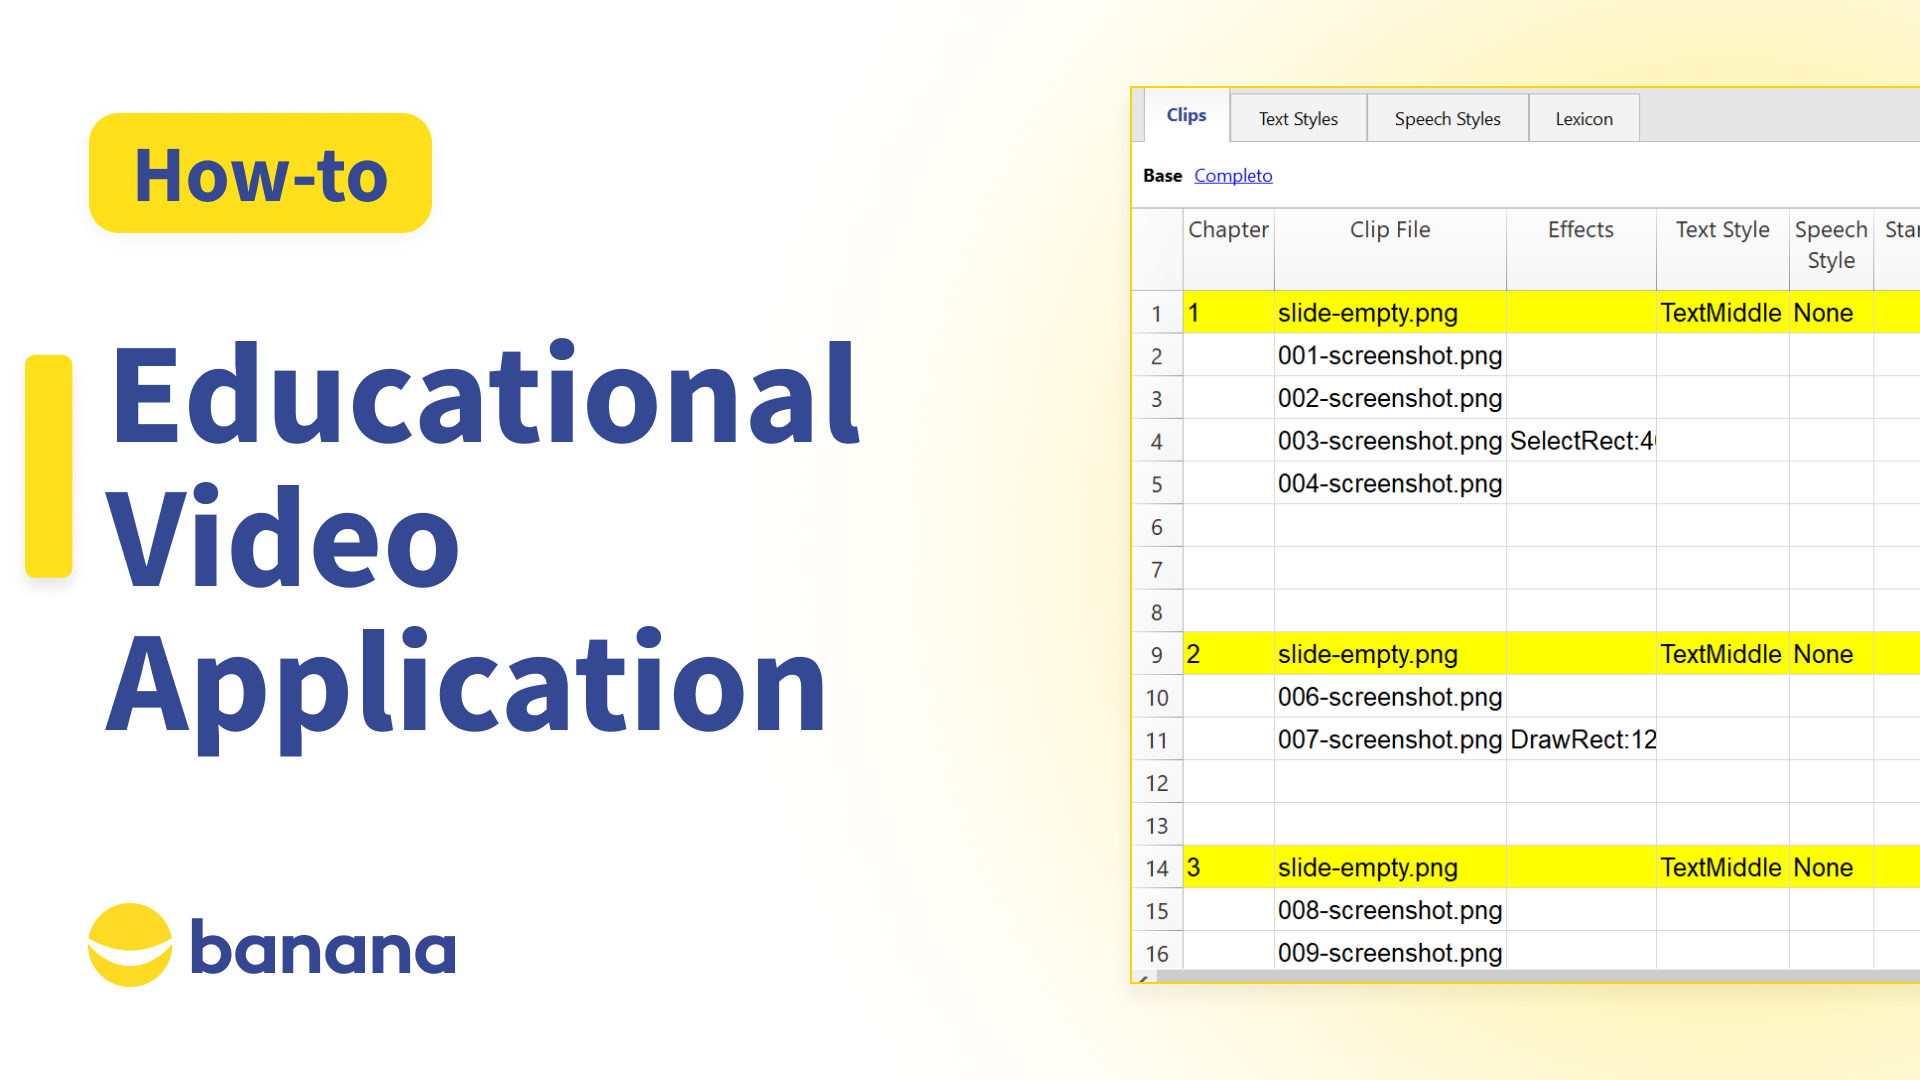 How-to
Educational
Video
Application
banana
Clips Text Styles Speech Styles Lexicon
Base Completo
Chapter Clip File Effects Text Style Speech Style Star
1 1 slide-empty.png TextMiddle None
2 001-screenshot.png
3 002-screenshot.png
4 003-screenshot.png SelectRect:4
5 004-screenshot.png
6
7
8
9 2 slide-empty.png TextMiddle None
10 006-screenshot.png
11 007-screenshot.png DrawRect:12
12
13
14 3 slide-empty.png TextMiddle None
15 008-screenshot.png
16 009-screenshot.png